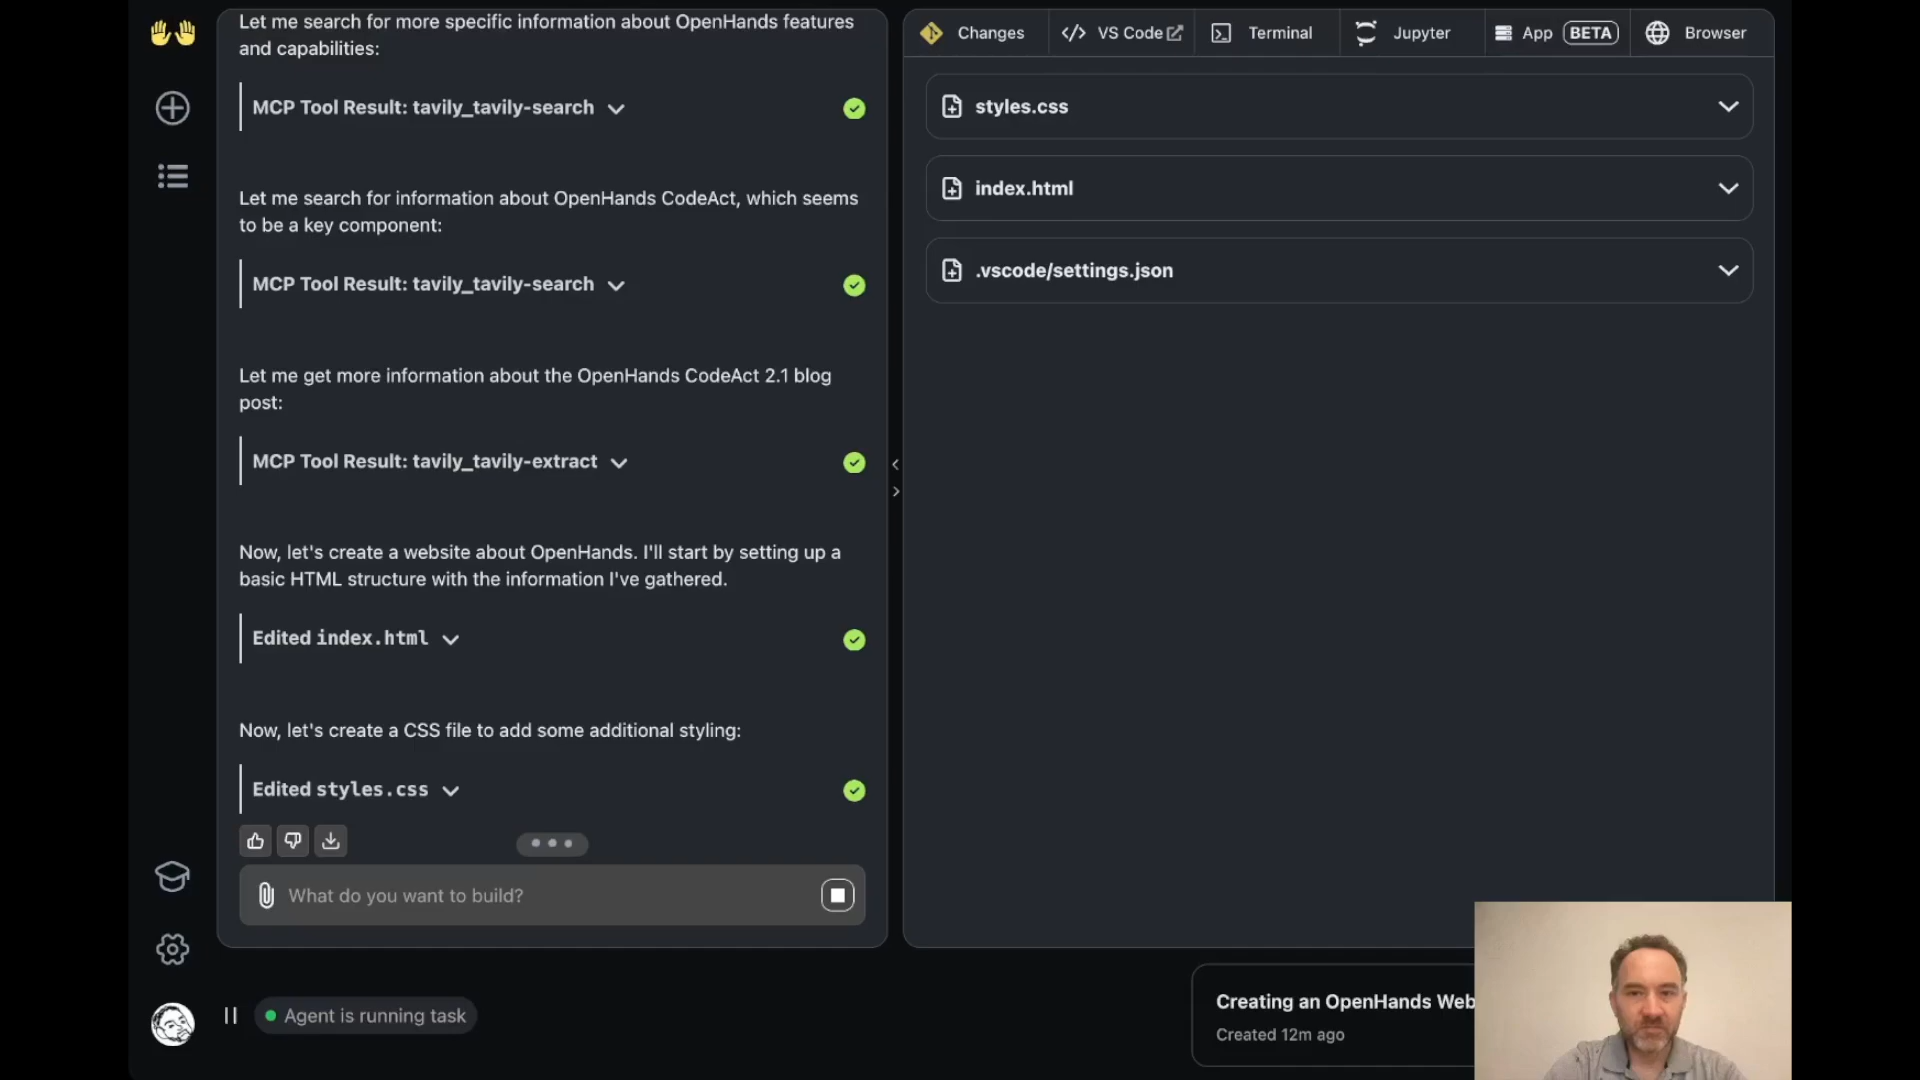 Let me search for more specific information about OpenHands features
and capabilities:
MCP Tool Result: tavily_tavily-search
Let me search for information about OpenHands CodeAct, which seems
to be a key component:
MCP Tool Result: tavily_tavily-search
Let me get more information about the OpenHands CodeAct 2.1 blog
post:
MCP Tool Result: tavily_tavily-extract
Now, let's create a website about OpenHands. I'll start by setting up a
basic HTML structure with the information I've gathered.
Edited index.html
Now, let's create a CSS file to add some additional styling:
Edited styles.css
What do you want to build?
Agent is running task
Changes
VS Code
Terminal
Jupyter
App BETA
Browser
styles.css
index.html
.vscode/settings.json
Creating an OpenHands Web
Created 12m ago